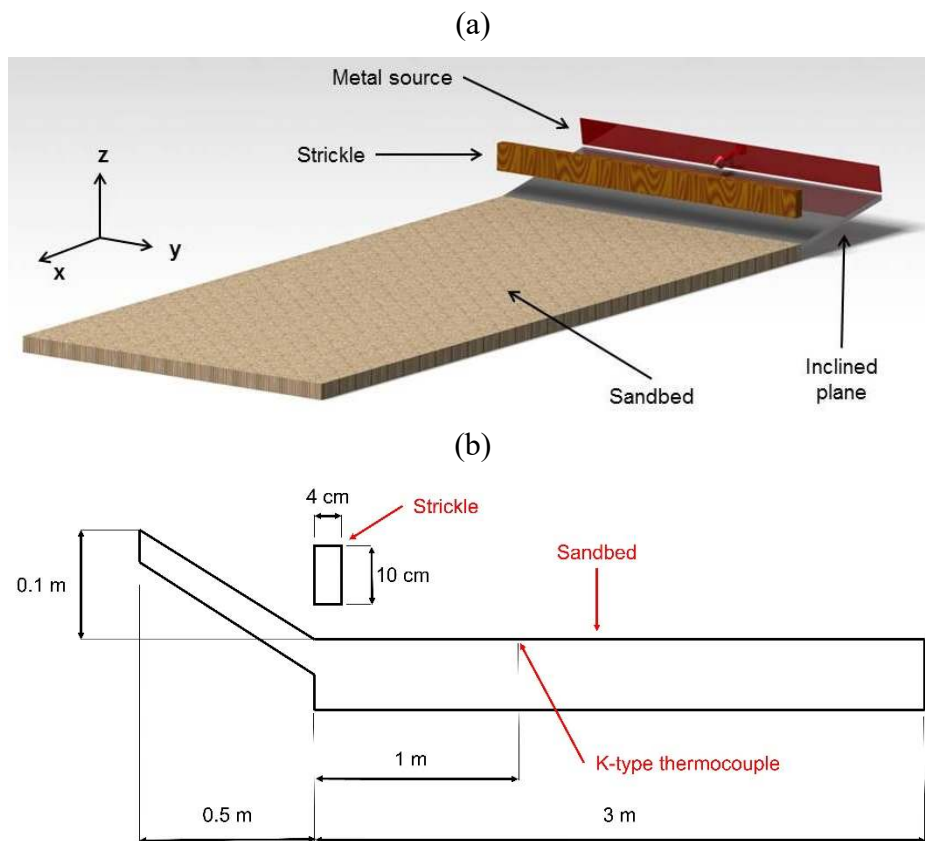 (a)
Metal source
Strickle
z
y
x
Inclined
plane
Sandbed
(b)
4 cm
Strickle
Sandbed
0.1 m
10 cm
1 m
K-type thermocouple
0.5 m
3 m